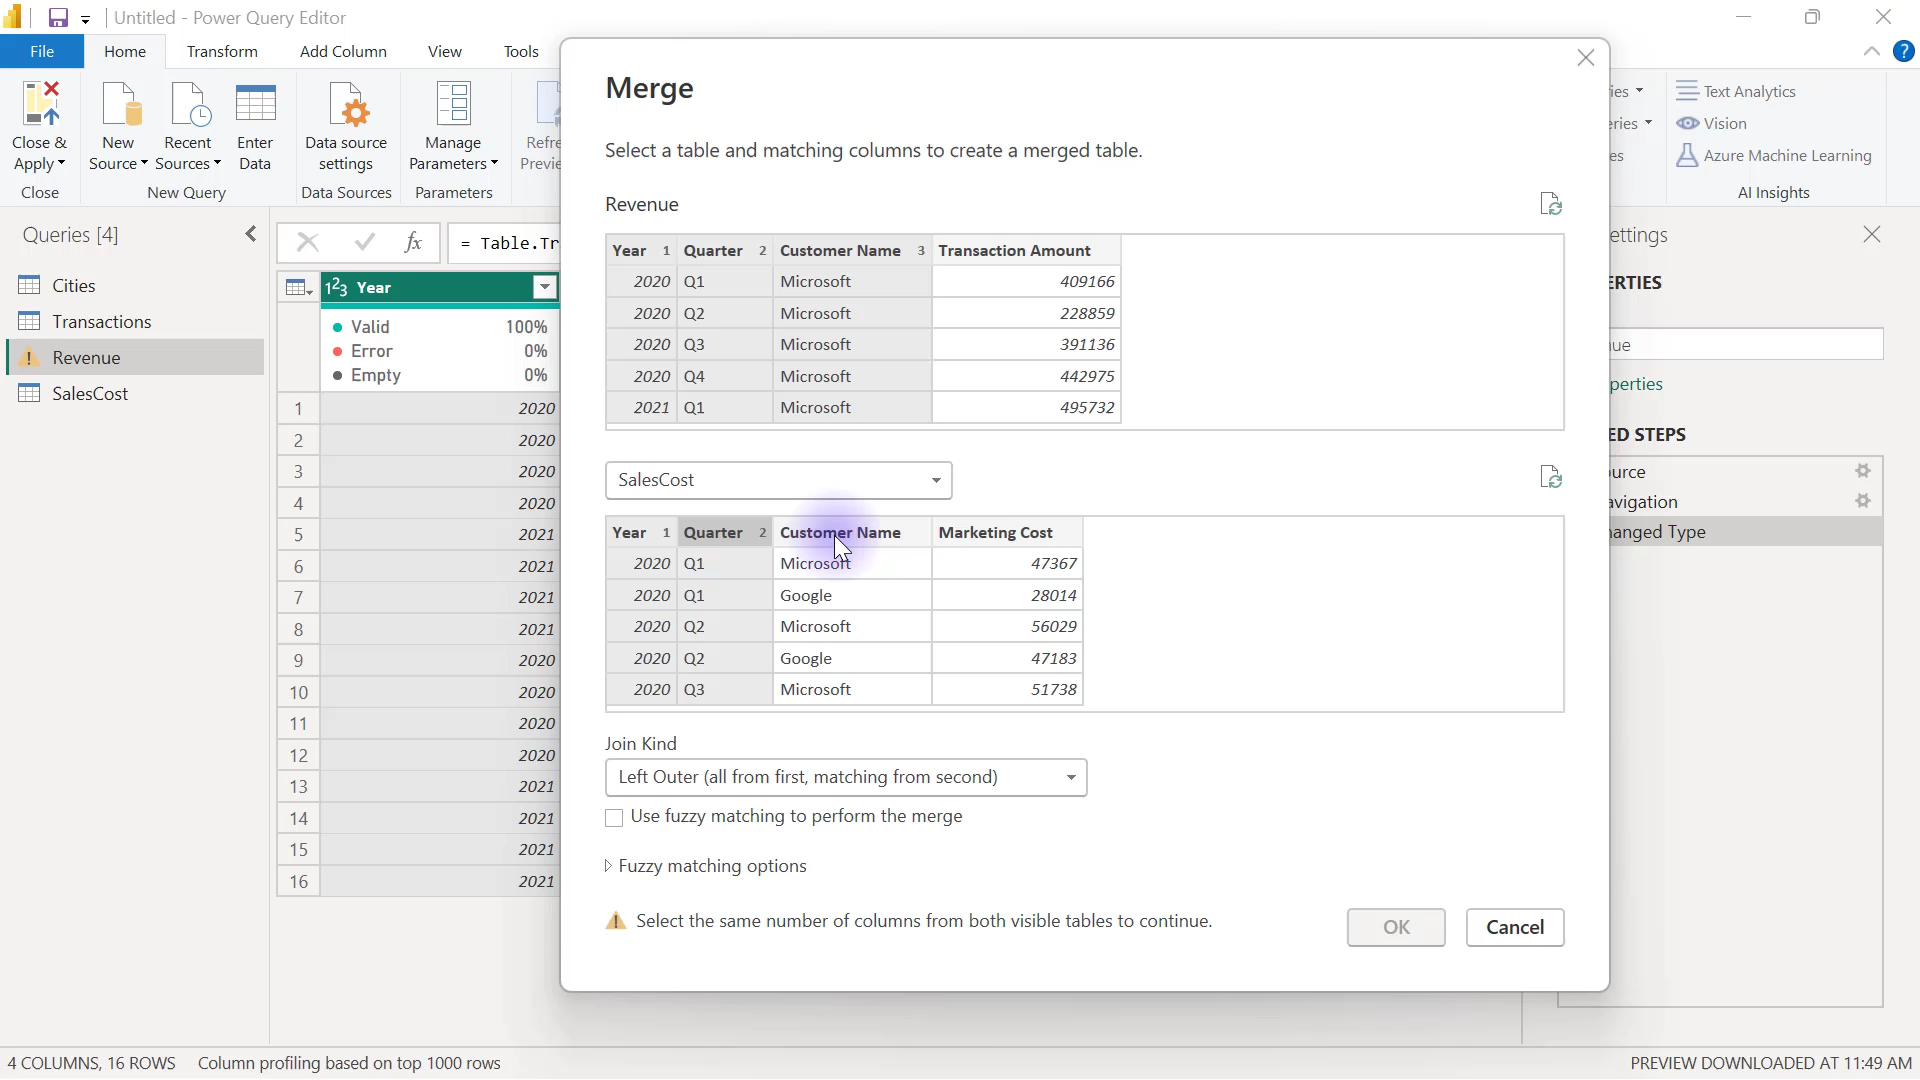 Untitled - Power Query Editor
File Home Transform Add Column View Tools
?
Close & Apply
New Source
Recent Sources
Enter Data
Data source settings
Manage Parameters
Refre
Previe
Close New Query Data Sources Parameters
ies
eries
es
Text Analytics
Vision
Azure Machine Learning
AI Insights
Queries [4]
Cities
Transactions
Revenue
SalesCost
fx = Table.Tr
1²3 Year
Valid 100%
Error 0%
Empty 0%
1 2020
2 2020
3 2020
4 2020
5 2021
6 2021
7 2021
8 2021
9 2020
10 2020
11 2020
12 2020
13 2021
14 2021
15 2021
16 2021
Merge
Select a table and matching columns to create a merged table.
Revenue
Year 1 Quarter 2 Customer Name 3 Transaction Amount
2020 Q1 Microsoft 409166
2020 Q2 Microsoft 228859
2020 Q3 Microsoft 391136
2020 Q4 Microsoft 442975
2021 Q1 Microsoft 495732
SalesCost
Year 1 Quarter 2 Customer Name Marketing Cost
2020 Q1 Microsoft 47367
2020 Q1 Google 28014
2020 Q2 Microsoft 56029
2020 Q2 Google 47183
2020 Q3 Microsoft 51738
Join Kind
Left Outer (all from first, matching from second)
Use fuzzy matching to perform the merge
Fuzzy matching options
Select the same number of columns from both visible tables to continue.
OK Cancel
ettings
ERTIES
ue
perties
ED STEPS
urce
avigation
anged Type
4 COLUMNS, 16 ROWS Column profiling based on top 1000 rows
PREVIEW DOWNLOADED AT 11:49 AM